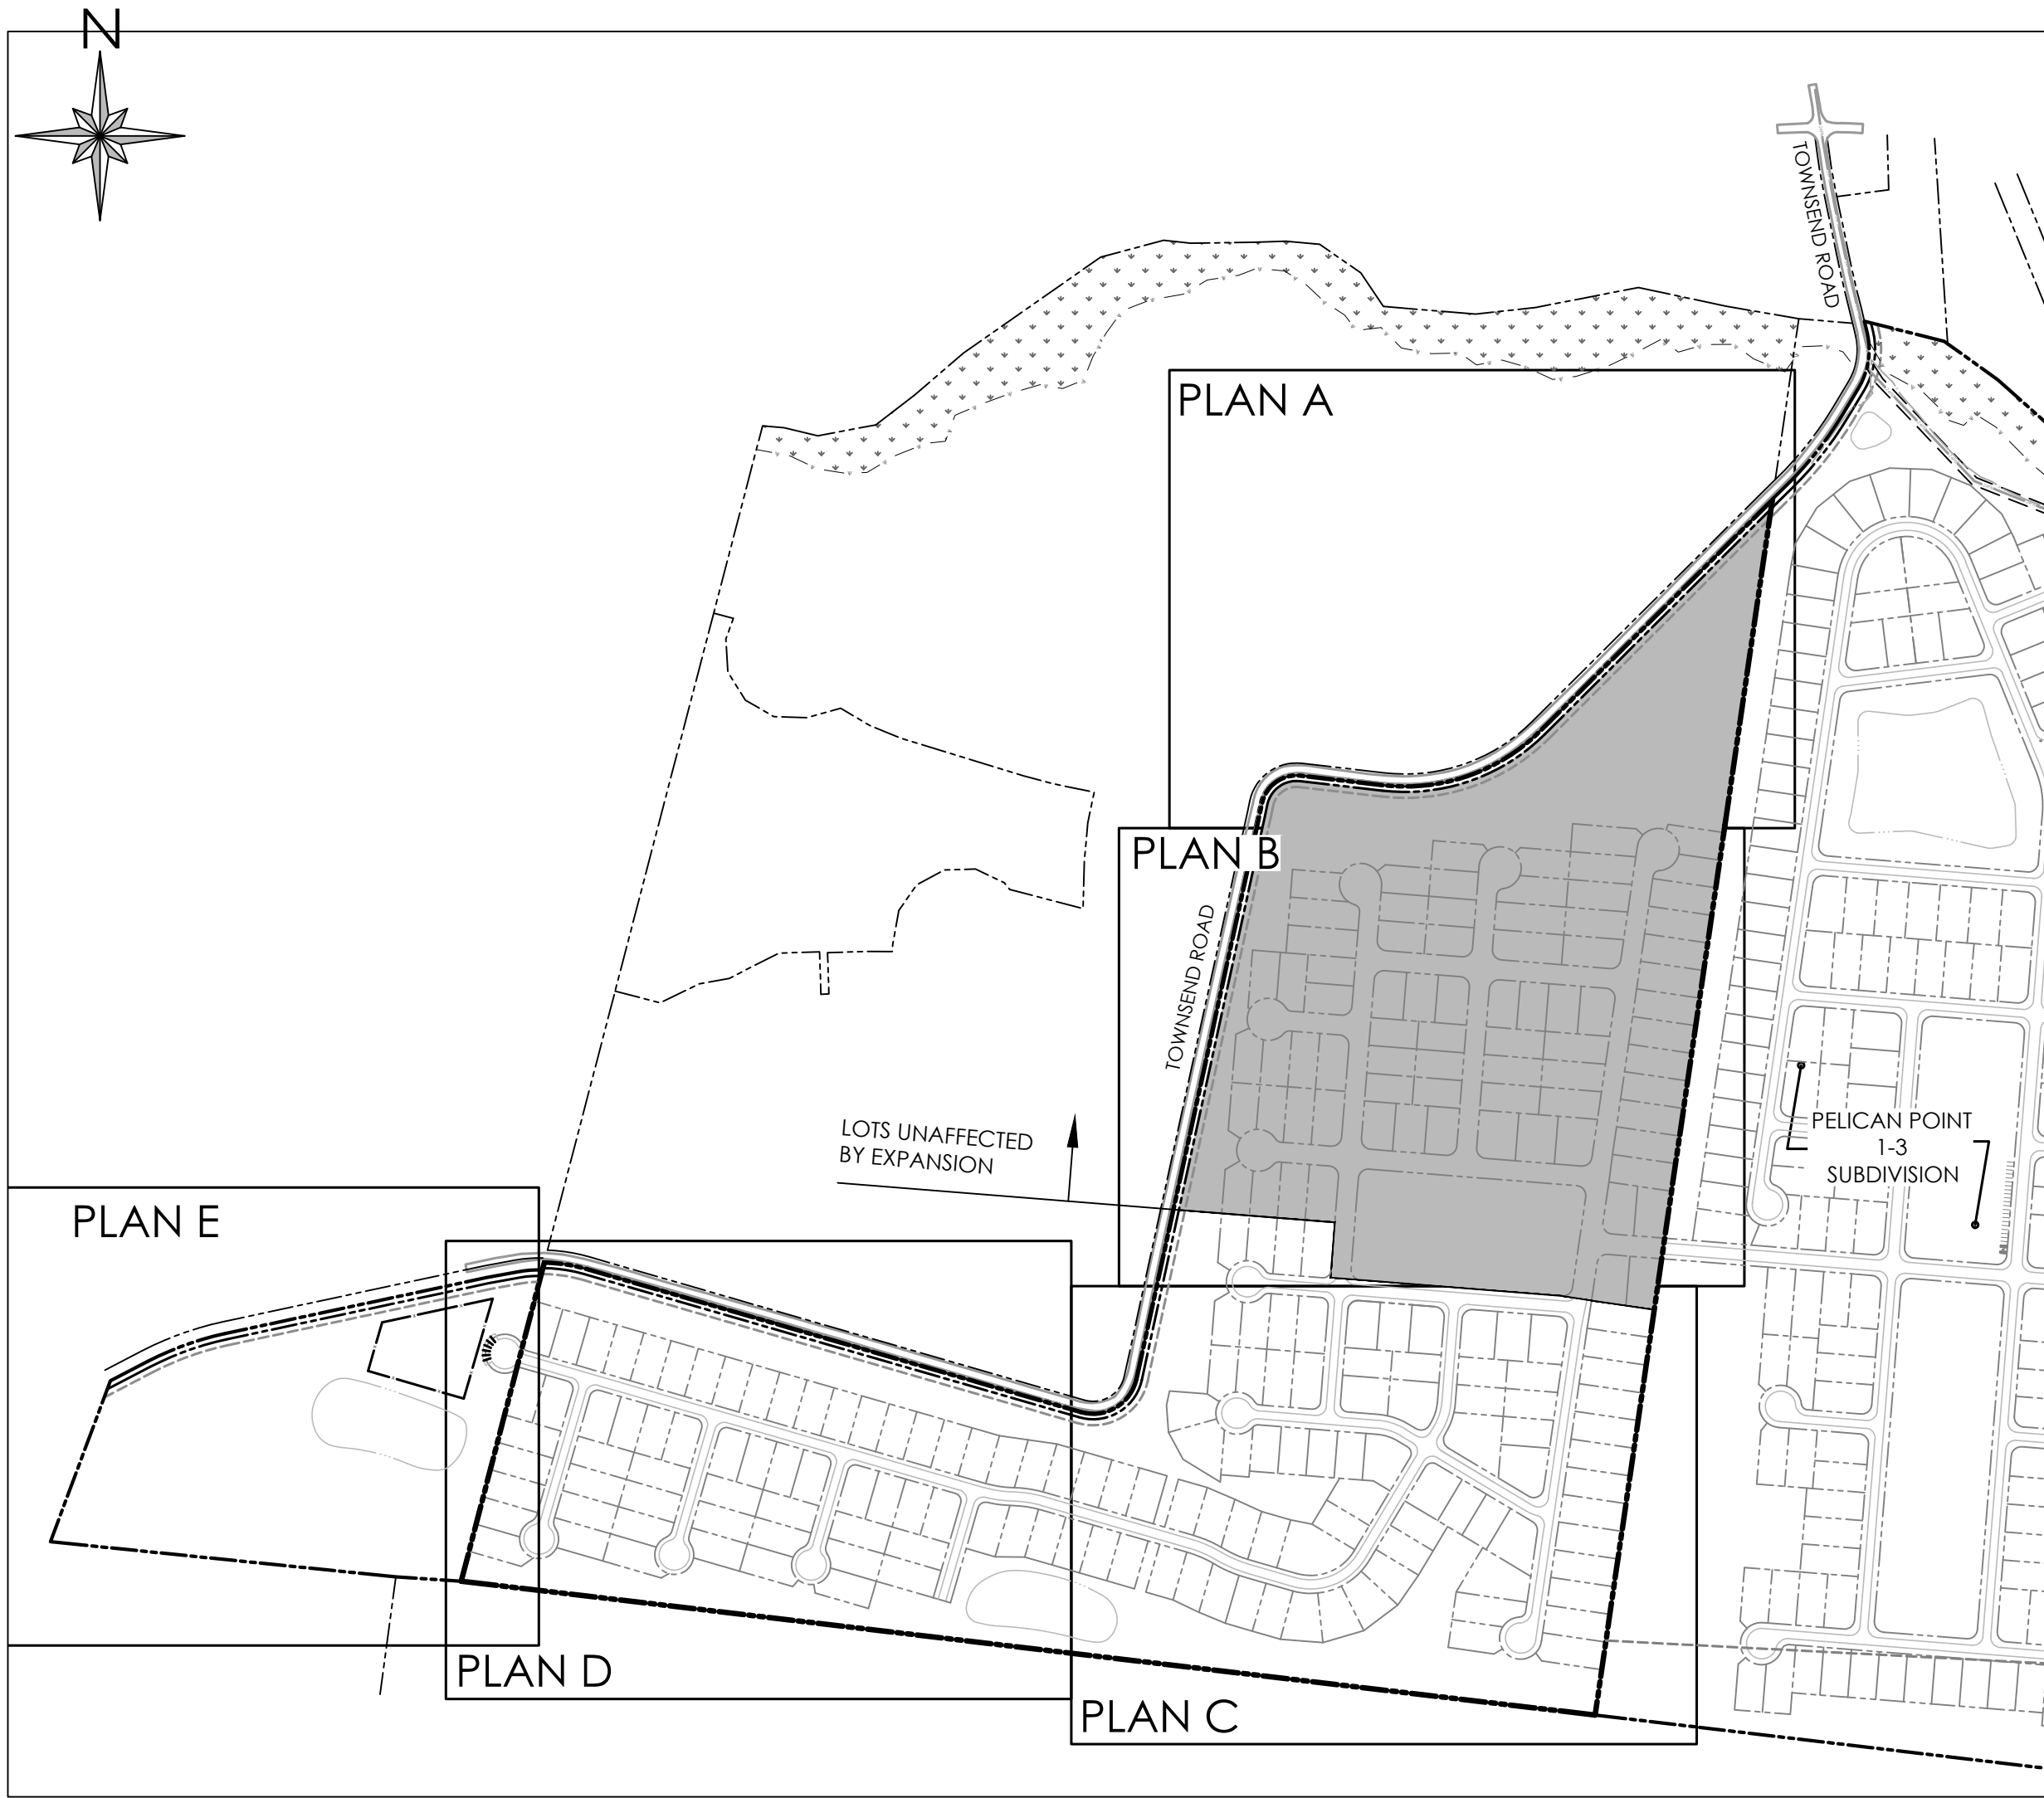 N
TOWNSEND ROAD
PLAN A
PLAN B
TOWNSEND ROAD
LOTS UNAFFECTED
BY EXPANSION
PELICAN POINT
1-3
SUBDIVISION
PLAN E
PLAN D
PLAN C